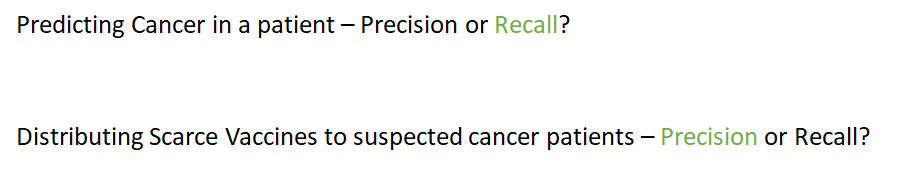 Predicting Cancer in a patient – Precision or Recall?
Distributing Scarce Vaccines to suspected cancer patients – Precision or Recall?